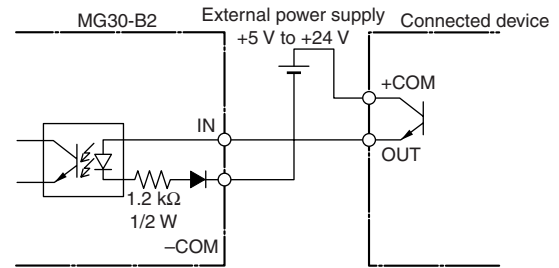 MG30-B2
External power supply
+5 V to +24 V
Connected device
+COM
IN
OUT
1.2 kΩ
1/2 W
−COM